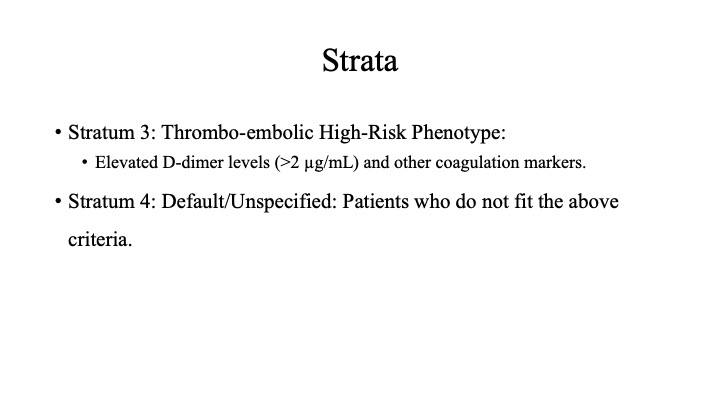 Strata
• Stratum 3: Thrombo-embolic High-Risk Phenotype:
• Elevated D-dimer levels (>2 µg/mL) and other coagulation markers.
• Stratum 4: Default/Unspecified: Patients who do not fit the above
criteria.